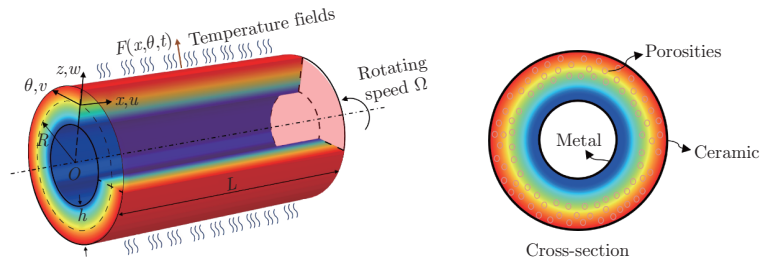 F(x,θ,t)
Temperature fields
z,w
θ,v
x,u
Rotating
speed Ω
R
O
L
h
Porosities
Metal
Ceramic
Cross-section